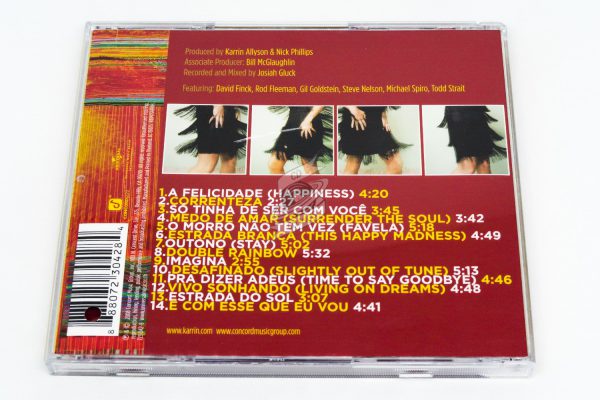 Produced by Karrin Allyson & Nick Phillips
Associate Producer: Bill McGlaughlin
Recorded and Mixed by Josiah Gluck
Featuring: David Finck, Rod Fleeman, Gil Goldstein, Steve Nelson, Michael Spiro, Todd Strait
1. A FELICIDADE (HAPPINESS) 4:20
2. CORRENTEZA
3. SÓ TINHA DE SER COM VOCÊ 3:45
4. MEDO DE AMAR (SURRENDER THE SOUL) 3:42
5. O MORRO NÃO TEM VEZ (FAVELA) 5:18
6. ESTRADA BRANCA (THIS HAPPY MADNESS) 4:49
7. OUTONO (STAY) 5:02
8. DOUBLE RAINBOW 5:32
9. IMAGINA 2:55
10. DESAFINADO (SLIGHTLY OUT OF TUNE) 5:13
11. PRA DIZER ADEUS (TIME TO SAY GOODBYE) 4:46
12. VIVO SONHANDO (LIVING ON DREAMS) 4:48
13. ESTRADA DO SOL 3:07
14. E COM ESSE QUE EU VOU 4:41
www.karrin.com www.concordmusicgroup.com
8 88072 30428 4